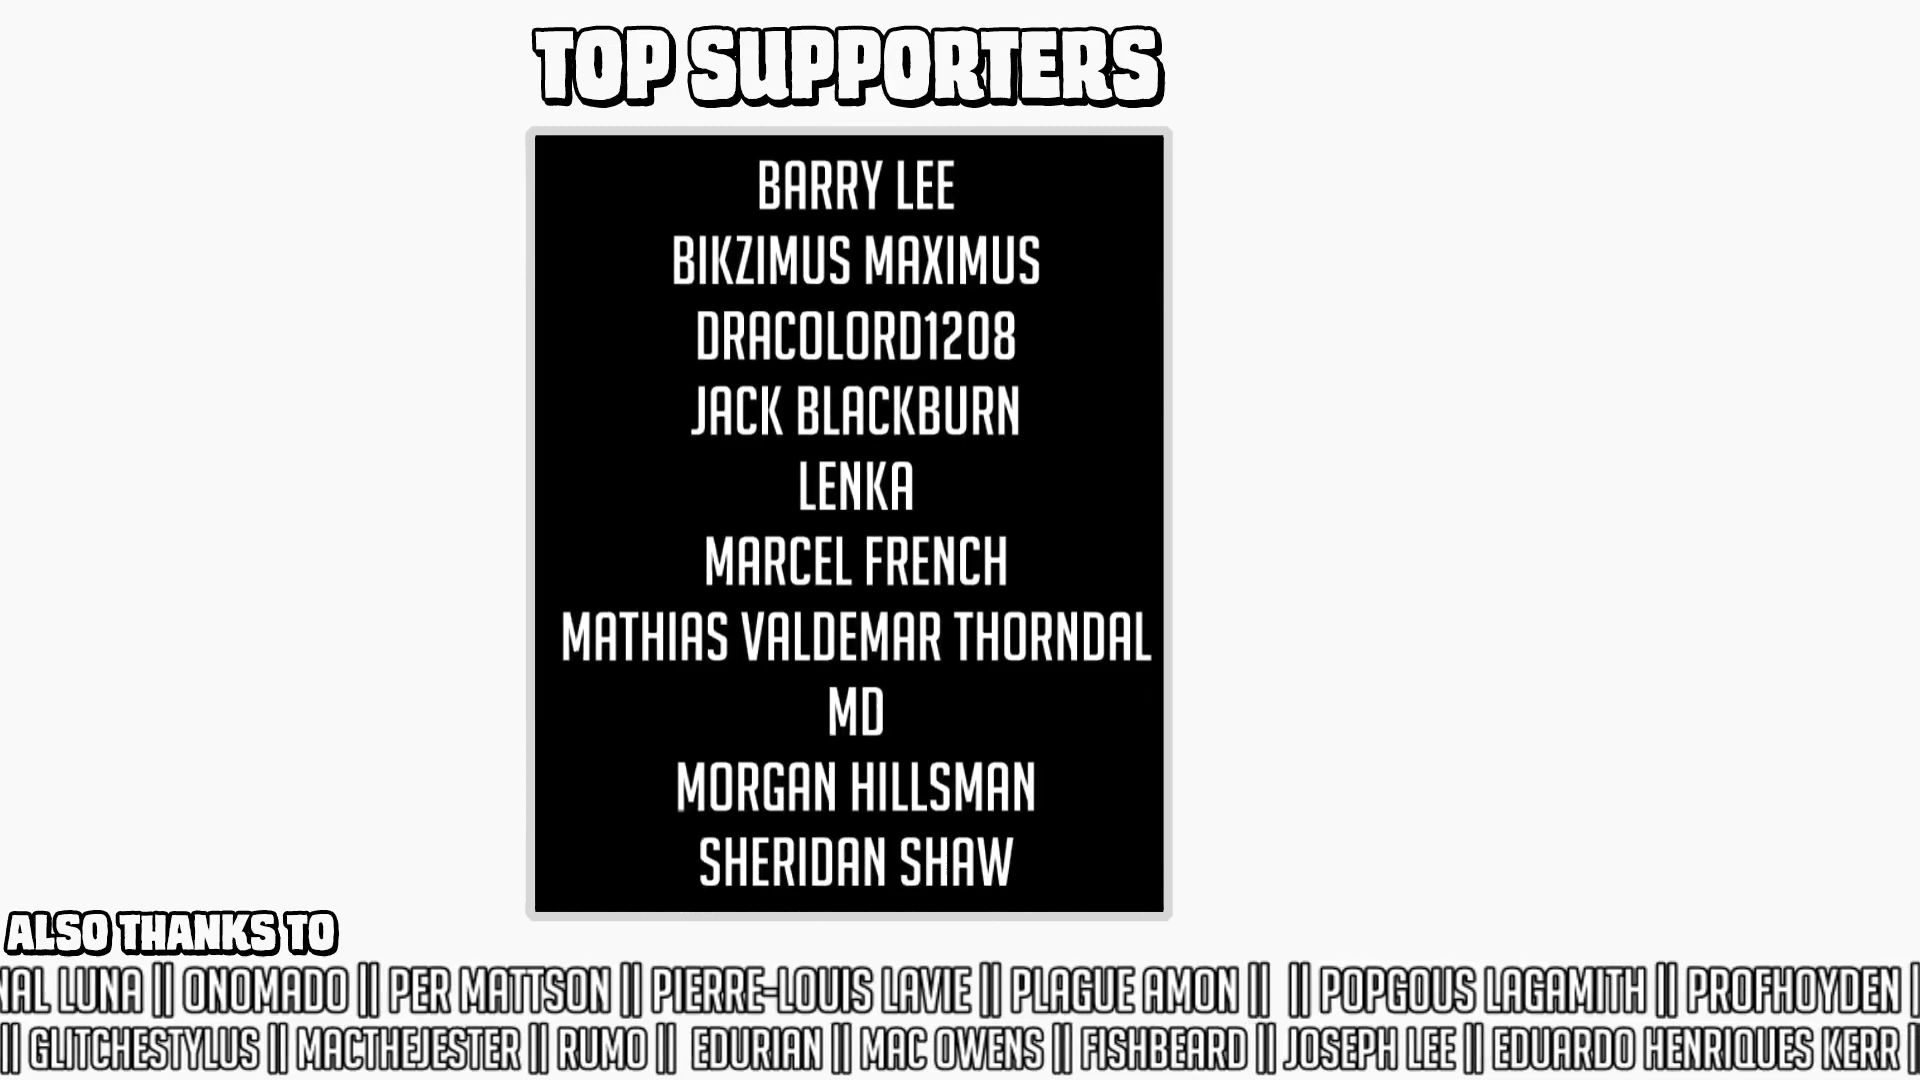 TOP SUPPORTERS
BARRY LEE
BIKZIMUS MAXIMUS
DRACOLORD1208
JACK BLACKBURN
LENKA
MARCEL FRENCH
MATHIAS VALDEMAR THORNDAL
MD
MORGAN HILLSMAN
SHERIDAN SHAW
ALSO THANKS TO
NAL LUNA || ONOMADO || PER MATTSON || PIERRE-LOUIS LAVIE || PLAGUE AMON || || POPGOUS LAGAMITH || PROFHOYDEN |
|| GLITCHESTYLUS || MACTHEJESTER || RUMO || EDURIAN || MAC OWENS || FISHBEARD || JOSEPH LEE || EDUARDO HENRIQUES KERR |